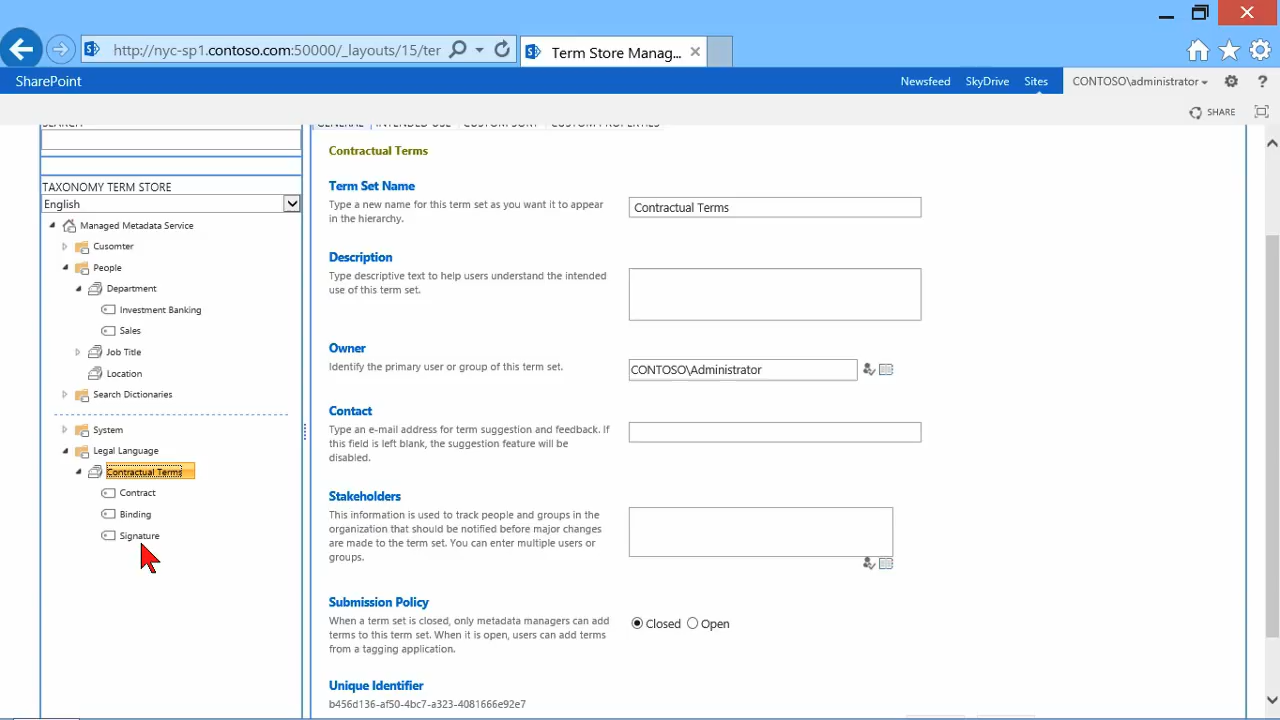 http://nyc-sp1.contoso.com:50000/_layouts/15/ter
Term Store Manag...
SharePoint
Newsfeed
SkyDrive
Sites
CONTOSO\administrator
?
SHARE
SEARCH
GENERAL INTENDED USE CUSTOM SORT CUSTOM PROPERTIES
TAXONOMY TERM STORE
English
Managed Metadata Service
Cusomter
People
Department
Investment Banking
Sales
Job Title
Location
Search Dictionaries
System
Legal Language
Contractual Terms
Contract
Binding
Signature
Contractual Terms
Term Set Name
Type a new name for this term set as you want it to appear
in the hierarchy.
Contractual Terms
Description
Type descriptive text to help users understand the intended
use of this term set.
Owner
Identify the primary user or group of this term set.
CONTOSO\Administrator
Contact
Type an e-mail address for term suggestion and feedback. If
this field is left blank, the suggestion feature will be
disabled.
Stakeholders
This information is used to track people and groups in the
organization that should be notified before major changes
are made to the term set. You can enter multiple users or
groups.
Submission Policy
When a term set is closed, only metadata managers can add
terms to this term set. When it is open, users can add terms
from a tagging application.
Closed Open
Unique Identifier
b456d136-af50-4bc7-a323-4081666e92e7